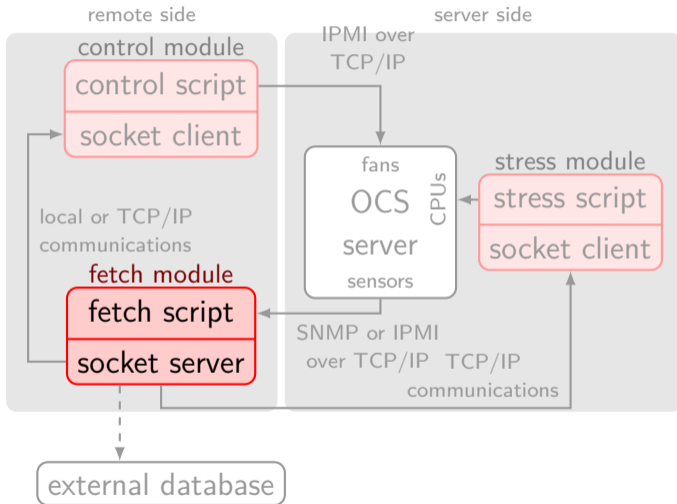 remote side
server side
control module
control script
socket client
IPMI over
TCP/IP
fans
OCS
server
CPUs
sensors
stress module
stress script
socket client
local or TCP/IP
communications
fetch module
fetch script
socket server
SNMP or IPMI
over TCP/IP
TCP/IP
communications
external database